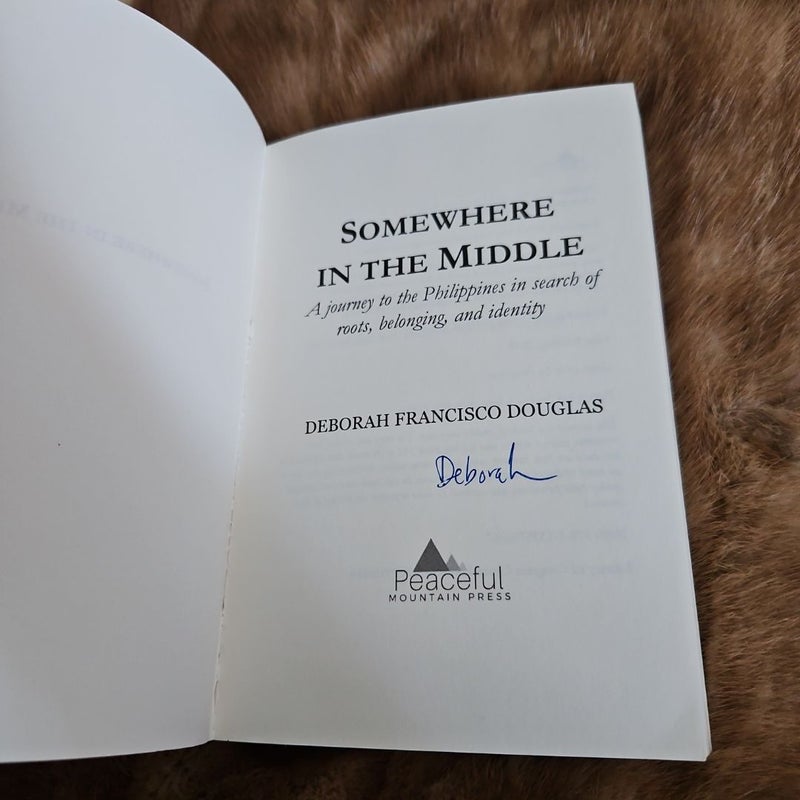 SOMEWHERE
IN THE MIDDLE
A journey to the Philippines in search of
roots, belonging, and identity
DEBORAH FRANCISCO DOUGLAS
Deborah
Peaceful
MOUNTAIN PRESS